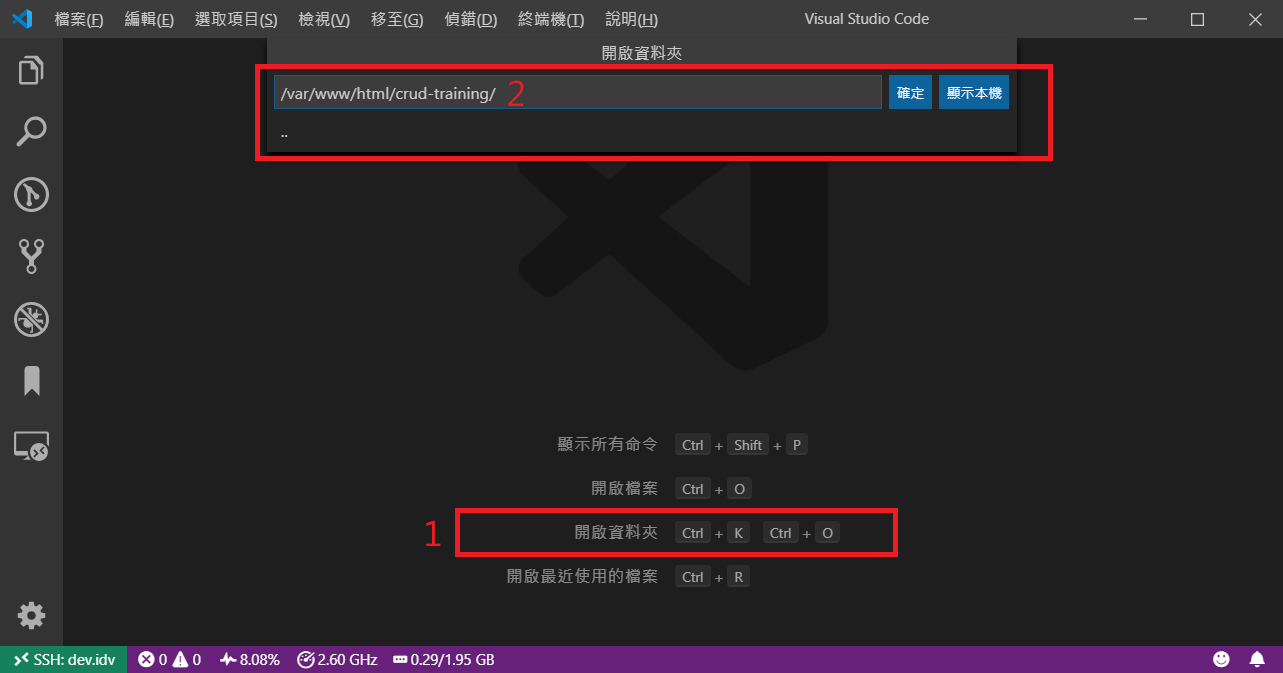 檔案(F) 編輯(E) 選取項目(S) 檢視(V) 移至(G) 偵錯(D) 終端機(T) 說明(H) Visual Studio Code
開啟資料夾
/var/www/html/crud-training/ 2 確定 顯示本機
..
顯示所有命令 Ctrl + Shift + P
開啟檔案 Ctrl + O
1 開啟資料夾 Ctrl + K Ctrl + O
開啟最近使用的檔案 Ctrl + R
SSH: dev.idv 0 0 8.08% 2.60 GHz 0.29/1.95 GB